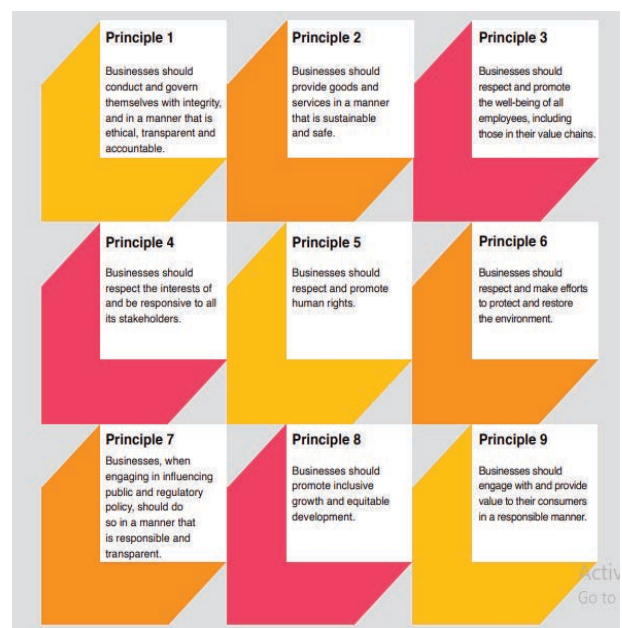 Principle 1
Businesses should
conduct and govern
themselves with integrity,
and in a manner that is
ethical, transparent and
accountable.
Principle 2
Businesses should
provide goods and
services in a manner
that is sustainable
and safe.
Principle 3
Businesses should
respect and promote
the well-being of all
employees, including
those in their value chains.
Principle 4
Businesses should
respect the interests of
and be responsive to all
its stakeholders.
Principle 5
Businesses should
respect and promote
human rights.
Principle 6
Businesses should
respect and make efforts
to protect and restore
the environment.
Principle 7
Businesses, when
engaging in influencing
public and regulatory
policy, should do
so in a manner that
is responsible and
transparent.
Principle 8
Businesses should
promote inclusive
growth and equitable
development.
Principle 9
Businesses should
engage with and provide
value to their consumers
in a responsible manner.
Activ
Go to